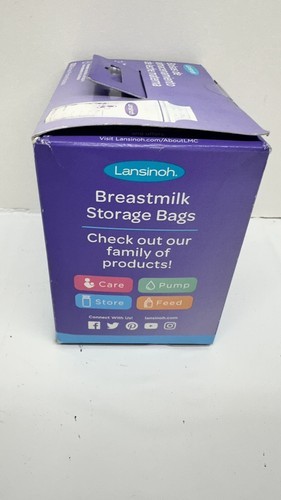 Visit Lansinoh.com/AboutLMC
Lansinoh.
Breastmilk
Storage Bags
Check out our
family of
products!
Care
Pump
Store
Feed
Connect With Us!
lansinoh.com
Lansinoh